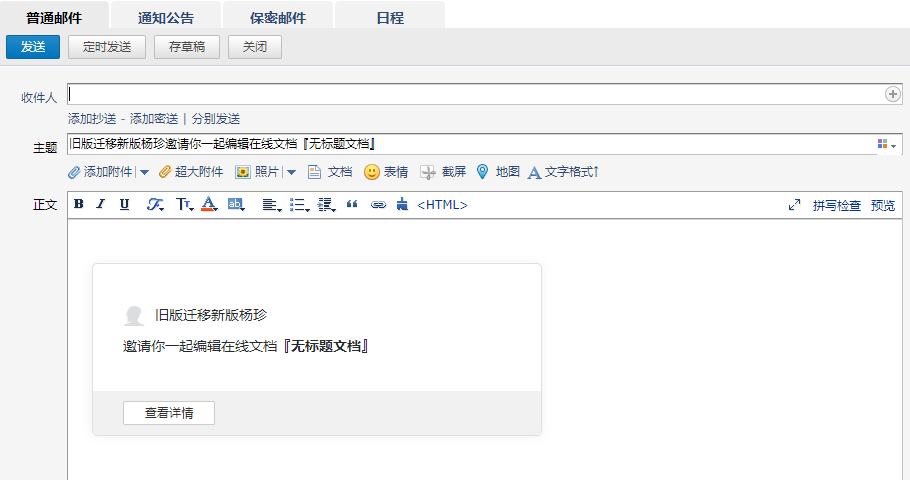 普通邮件 通知公告 保密邮件 日程
发送 定时发送 存草稿 关闭
收件人
添加抄送 - 添加密送 | 分别发送
主题 旧版迁移新版杨珍邀请你一起编辑在线文档『无标题文档』
添加附件 | 超大附件 照片 | 文档 表情 截屏 地图 A 文字格式↑
正文 B I U F Tт A ab <HTML> 拼写检查 预览
旧版迁移新版杨珍
邀请你一起编辑在线文档『无标题文档』
查看详情